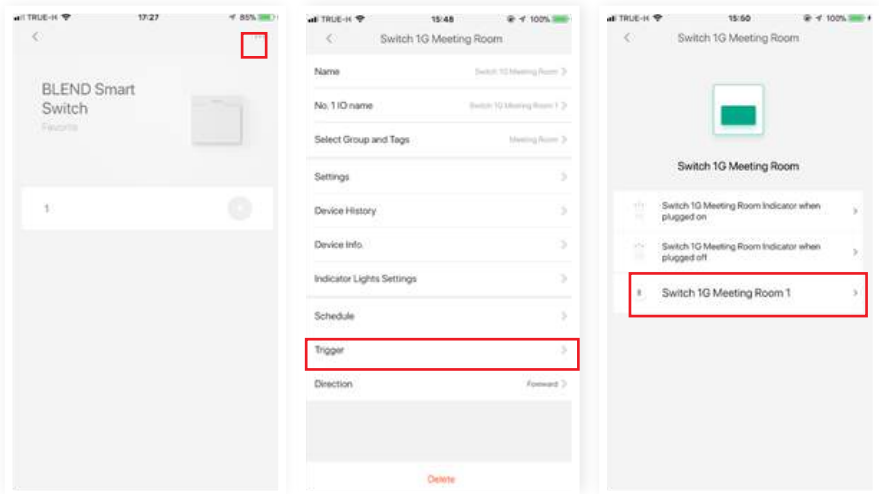 TRUE-H 17:27 85%
BLEND Smart
Switch
Favorite
1
TRUE-H 15:48 100%
Switch 1G Meeting Room
Name Switch 1G Meeting Room
No. 1 IO name Switch 1G Meeting Room 1
Select Group and Tags Meeting Room
Settings
Device History
Device Info.
Indicator Lights Settings
Schedule
Trigger
Direction Foreward
Delete
TRUE-H 15:50 100%
Switch 1G Meeting Room
Switch 1G Meeting Room
Switch 1G Meeting Room Indicator when
plugged on
Switch 1G Meeting Room Indicator when
plugged off
Switch 1G Meeting Room 1